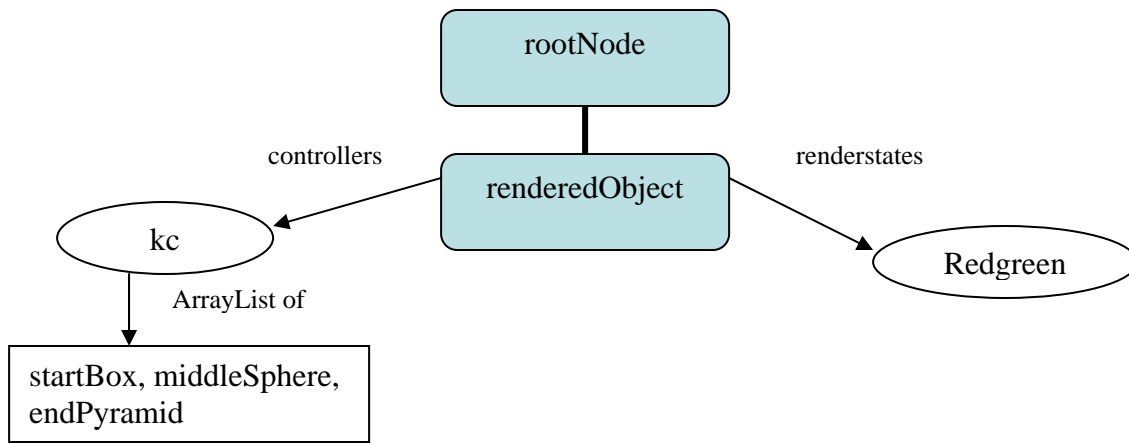 rootNode
controllers
renderstates
renderedObject
kc
Redgreen
ArrayList of
startBox, middleSphere,
endPyramid